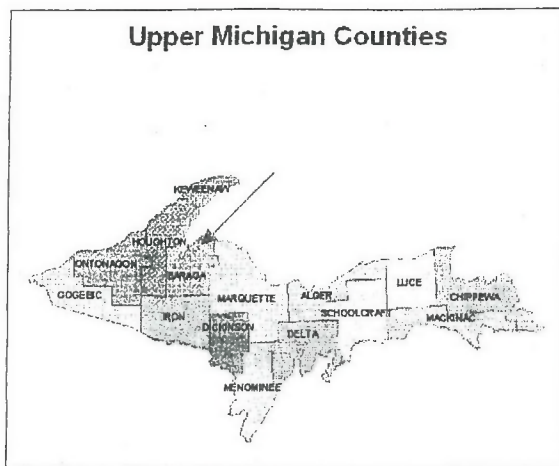 Upper Michigan Counties
KEWEENAW
HOUGHTON
ONTONAGON
BARAGA
GOGEBIC
IRON
MARQUETTE
DICKINSON
MENOMINEE
ALGER
DELTA
SCHOOLCRAFT
LUCE
CHIPPEWA
MACKINAC